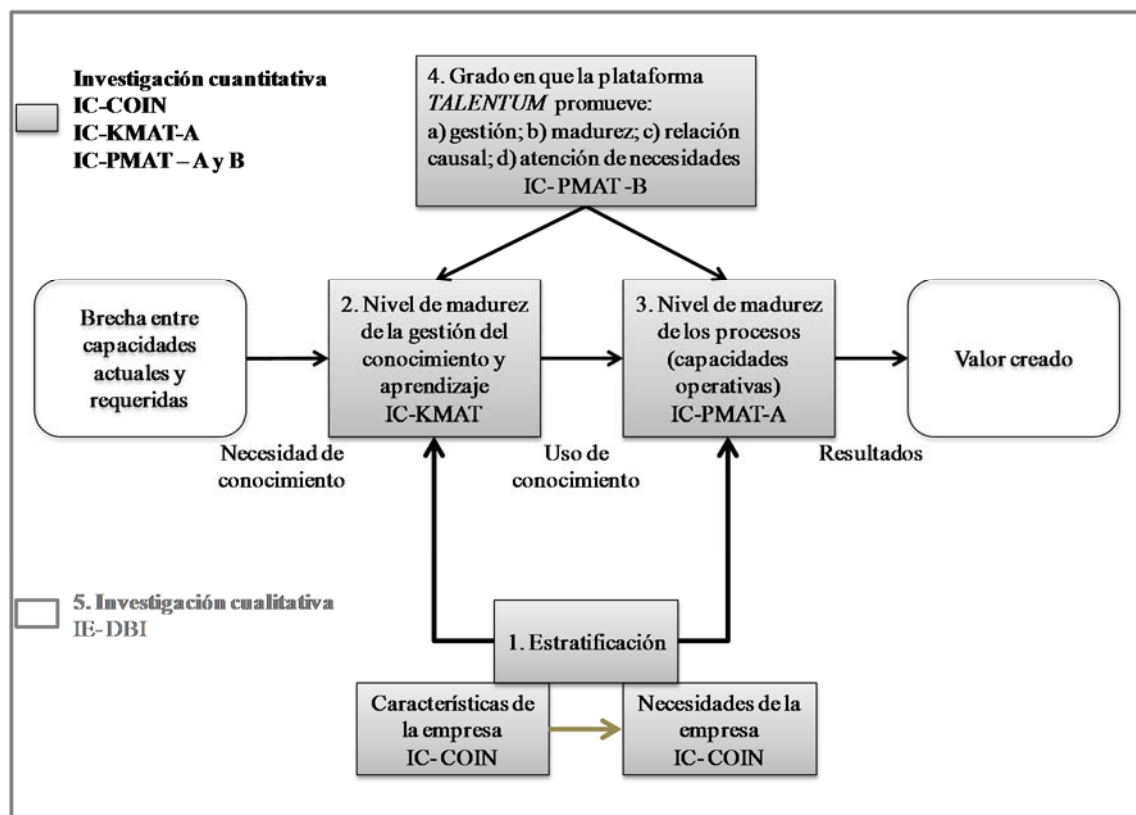 Investigación cuantitativa
IC-COIN
IC-KMAT-A
IC-PMAT – A y B
4. Grado en que la plataforma
TALENTUM promueve:
a) gestión; b) madurez; c) relación
causal; d) atención de necesidades
IC- PMAT -B
Brecha entre
capacidades
actuales y
requeridas
2. Nivel de madurez
de la gestión del
conocimiento y
aprendizaje
IC-KMAT
3. Nivel de madurez
de los procesos
(capacidades
operativas)
IC-PMAT-A
Valor creado
Necesidad de
conocimiento
Uso de
conocimiento
Resultados
5. Investigación cualitativa
IE- DBI
1. Estratificación
Características de
la empresa
IC- COIN
Necesidades de la
empresa
IC- COIN